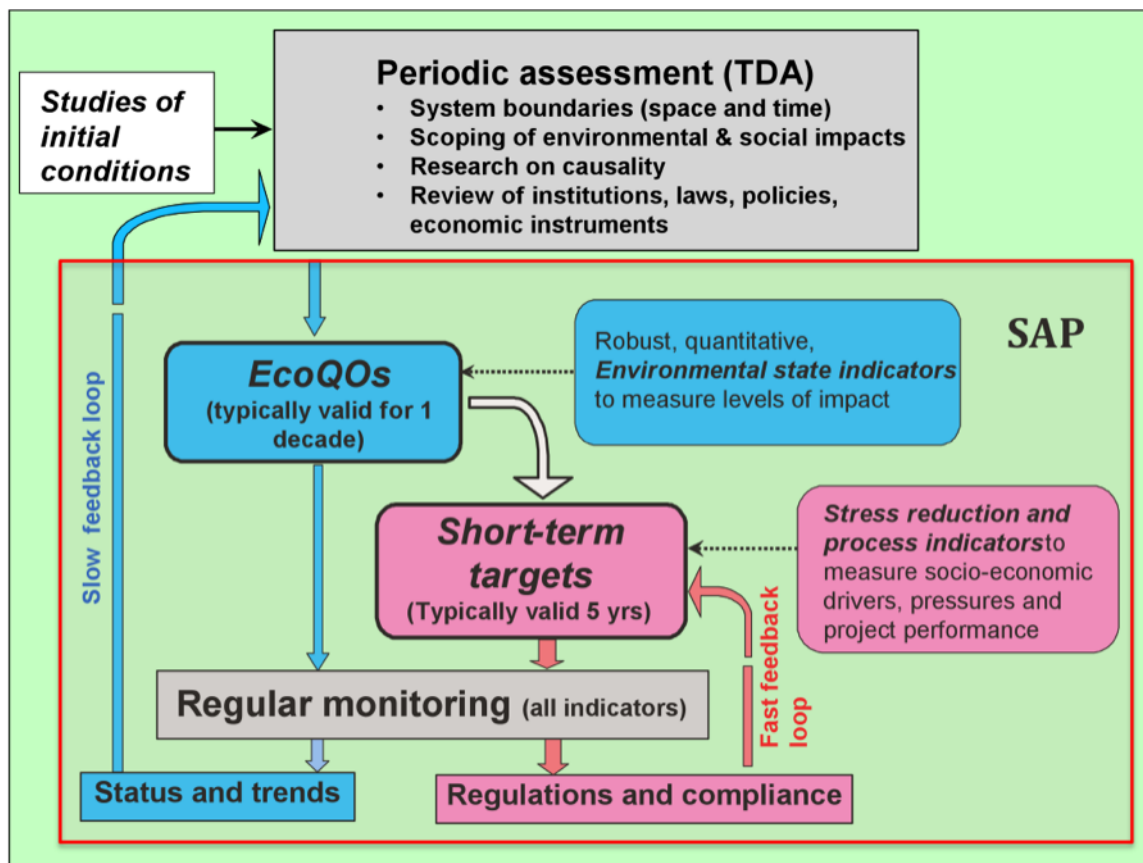 Studies of
initial
conditions
Periodic assessment (TDA)
• System boundaries (space and time)
• Scoping of environmental & social impacts
• Research on causality
• Review of institutions, laws, policies,
economic instruments
SAP
Robust, quantitative,
Environmental state indicators
to measure levels of impact
EcoQOs
(typically valid for 1
decade)
Slow feedback loop
Short-term
targets
(Typically valid 5 yrs)
Stress reduction and
process indicatorsto
measure socio-economic
drivers, pressures and
project performance
Fast feedback
loop
Regular monitoring (all indicators)
Status and trends
Regulations and compliance